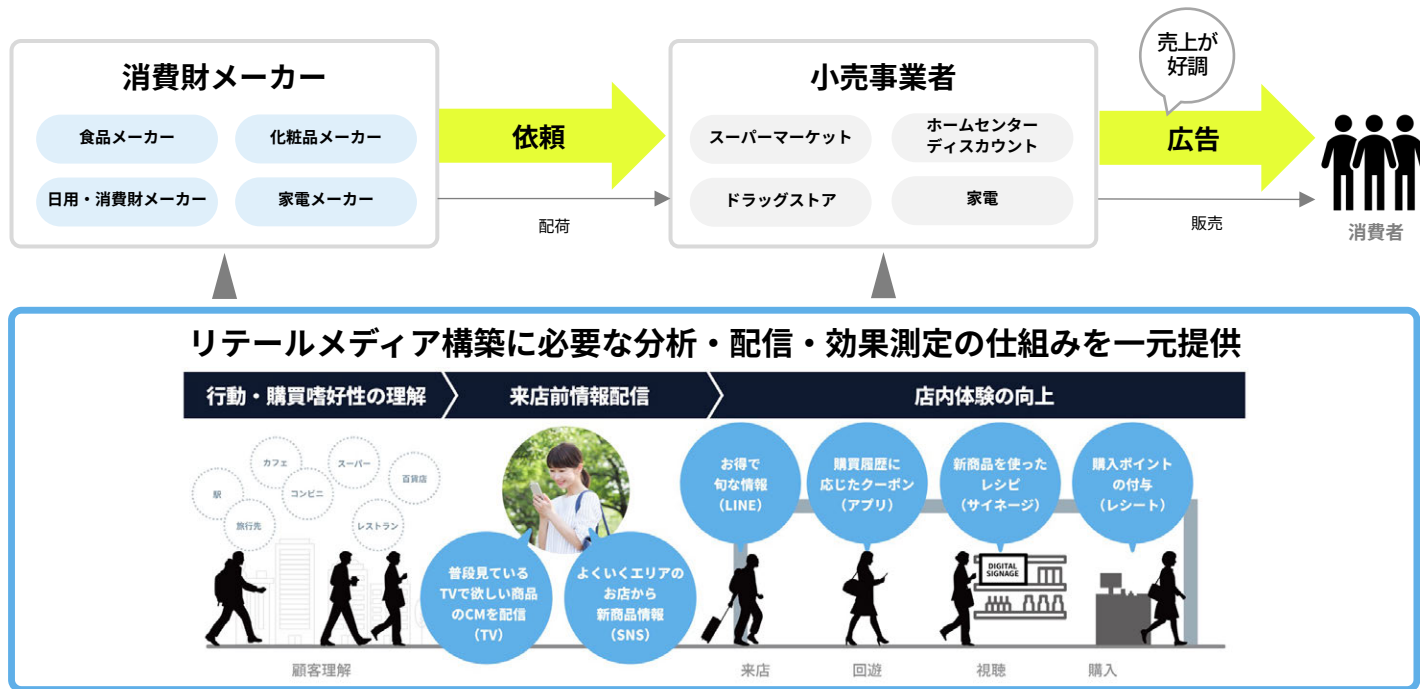 売上が
好調
消費財メーカー
食品メーカー
化粧品メーカー
日用・消費財メーカー
家電メーカー
依頼
配荷
小売事業者
スーパーマーケット
ホームセンター
ディスカウント
ドラッグストア
家電
広告
販売
消費者
リテールメディア構築に必要な分析・配信・効果測定の仕組みを一元提供
行動・購買嗜好性の理解
来店前情報配信
店内体験の向上
カフェ
スーパー
駅
コンビニ
百貨店
旅行先
レストラン
普段見ている
TVで欲しい商品
のCMを配信
（TV）
よくいくエリアの
お店から
新商品情報
（SNS）
お得で
旬な情報
（LINE）
購買履歴に
応じたクーポン
（アプリ）
新商品を使った
レシピ
（サイネージ）
購入ポイント
の付与
（レシート）
DIGITAL
SIGNAGE
顧客理解
来店
回遊
視聴
購入